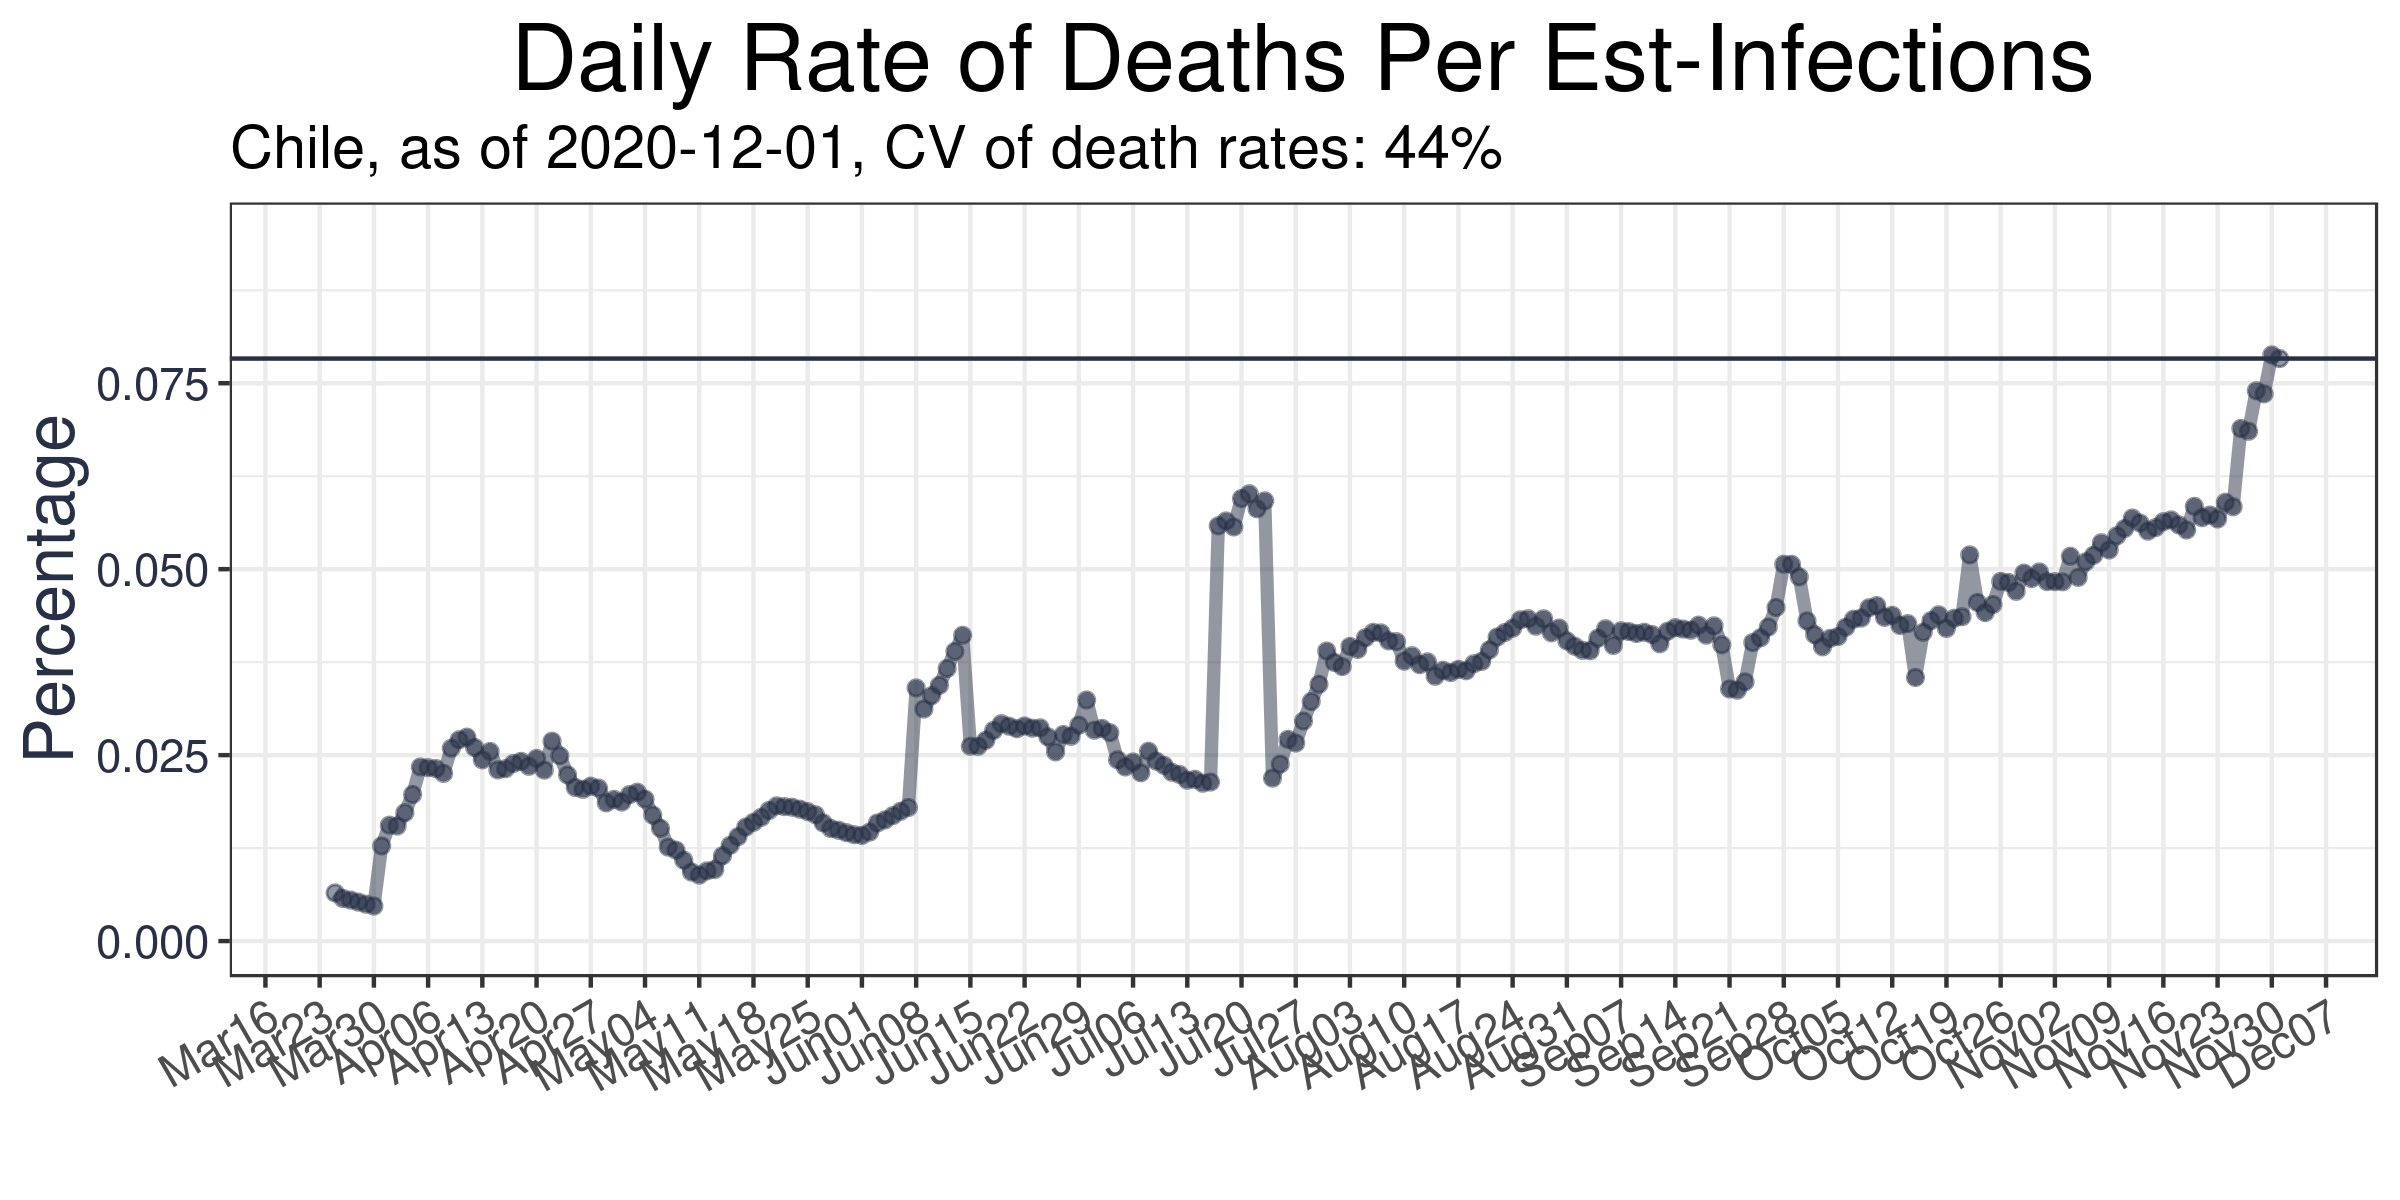 Daily Rate of Deaths Per Est-Infections
Chile, as of 2020-12-01, CV of death rates: 44%
Percentage
0.075
0.050
0.025
0.000
Mar16
Mar23
Mar30
Apr06
Apr13
Apr20
Apr27
May04
May11
May18
May25
Jun01
Jun08
Jun15
Jun22
Jun29
Jul06
Jul13
Jul20
Jul27
Aug03
Aug10
Aug17
Aug24
Aug31
Sep07
Sep14
Sep21
Sep28
Oct05
Oct12
Oct19
Oct26
Nov02
Nov09
Nov16
Nov23
Nov30
Dec07